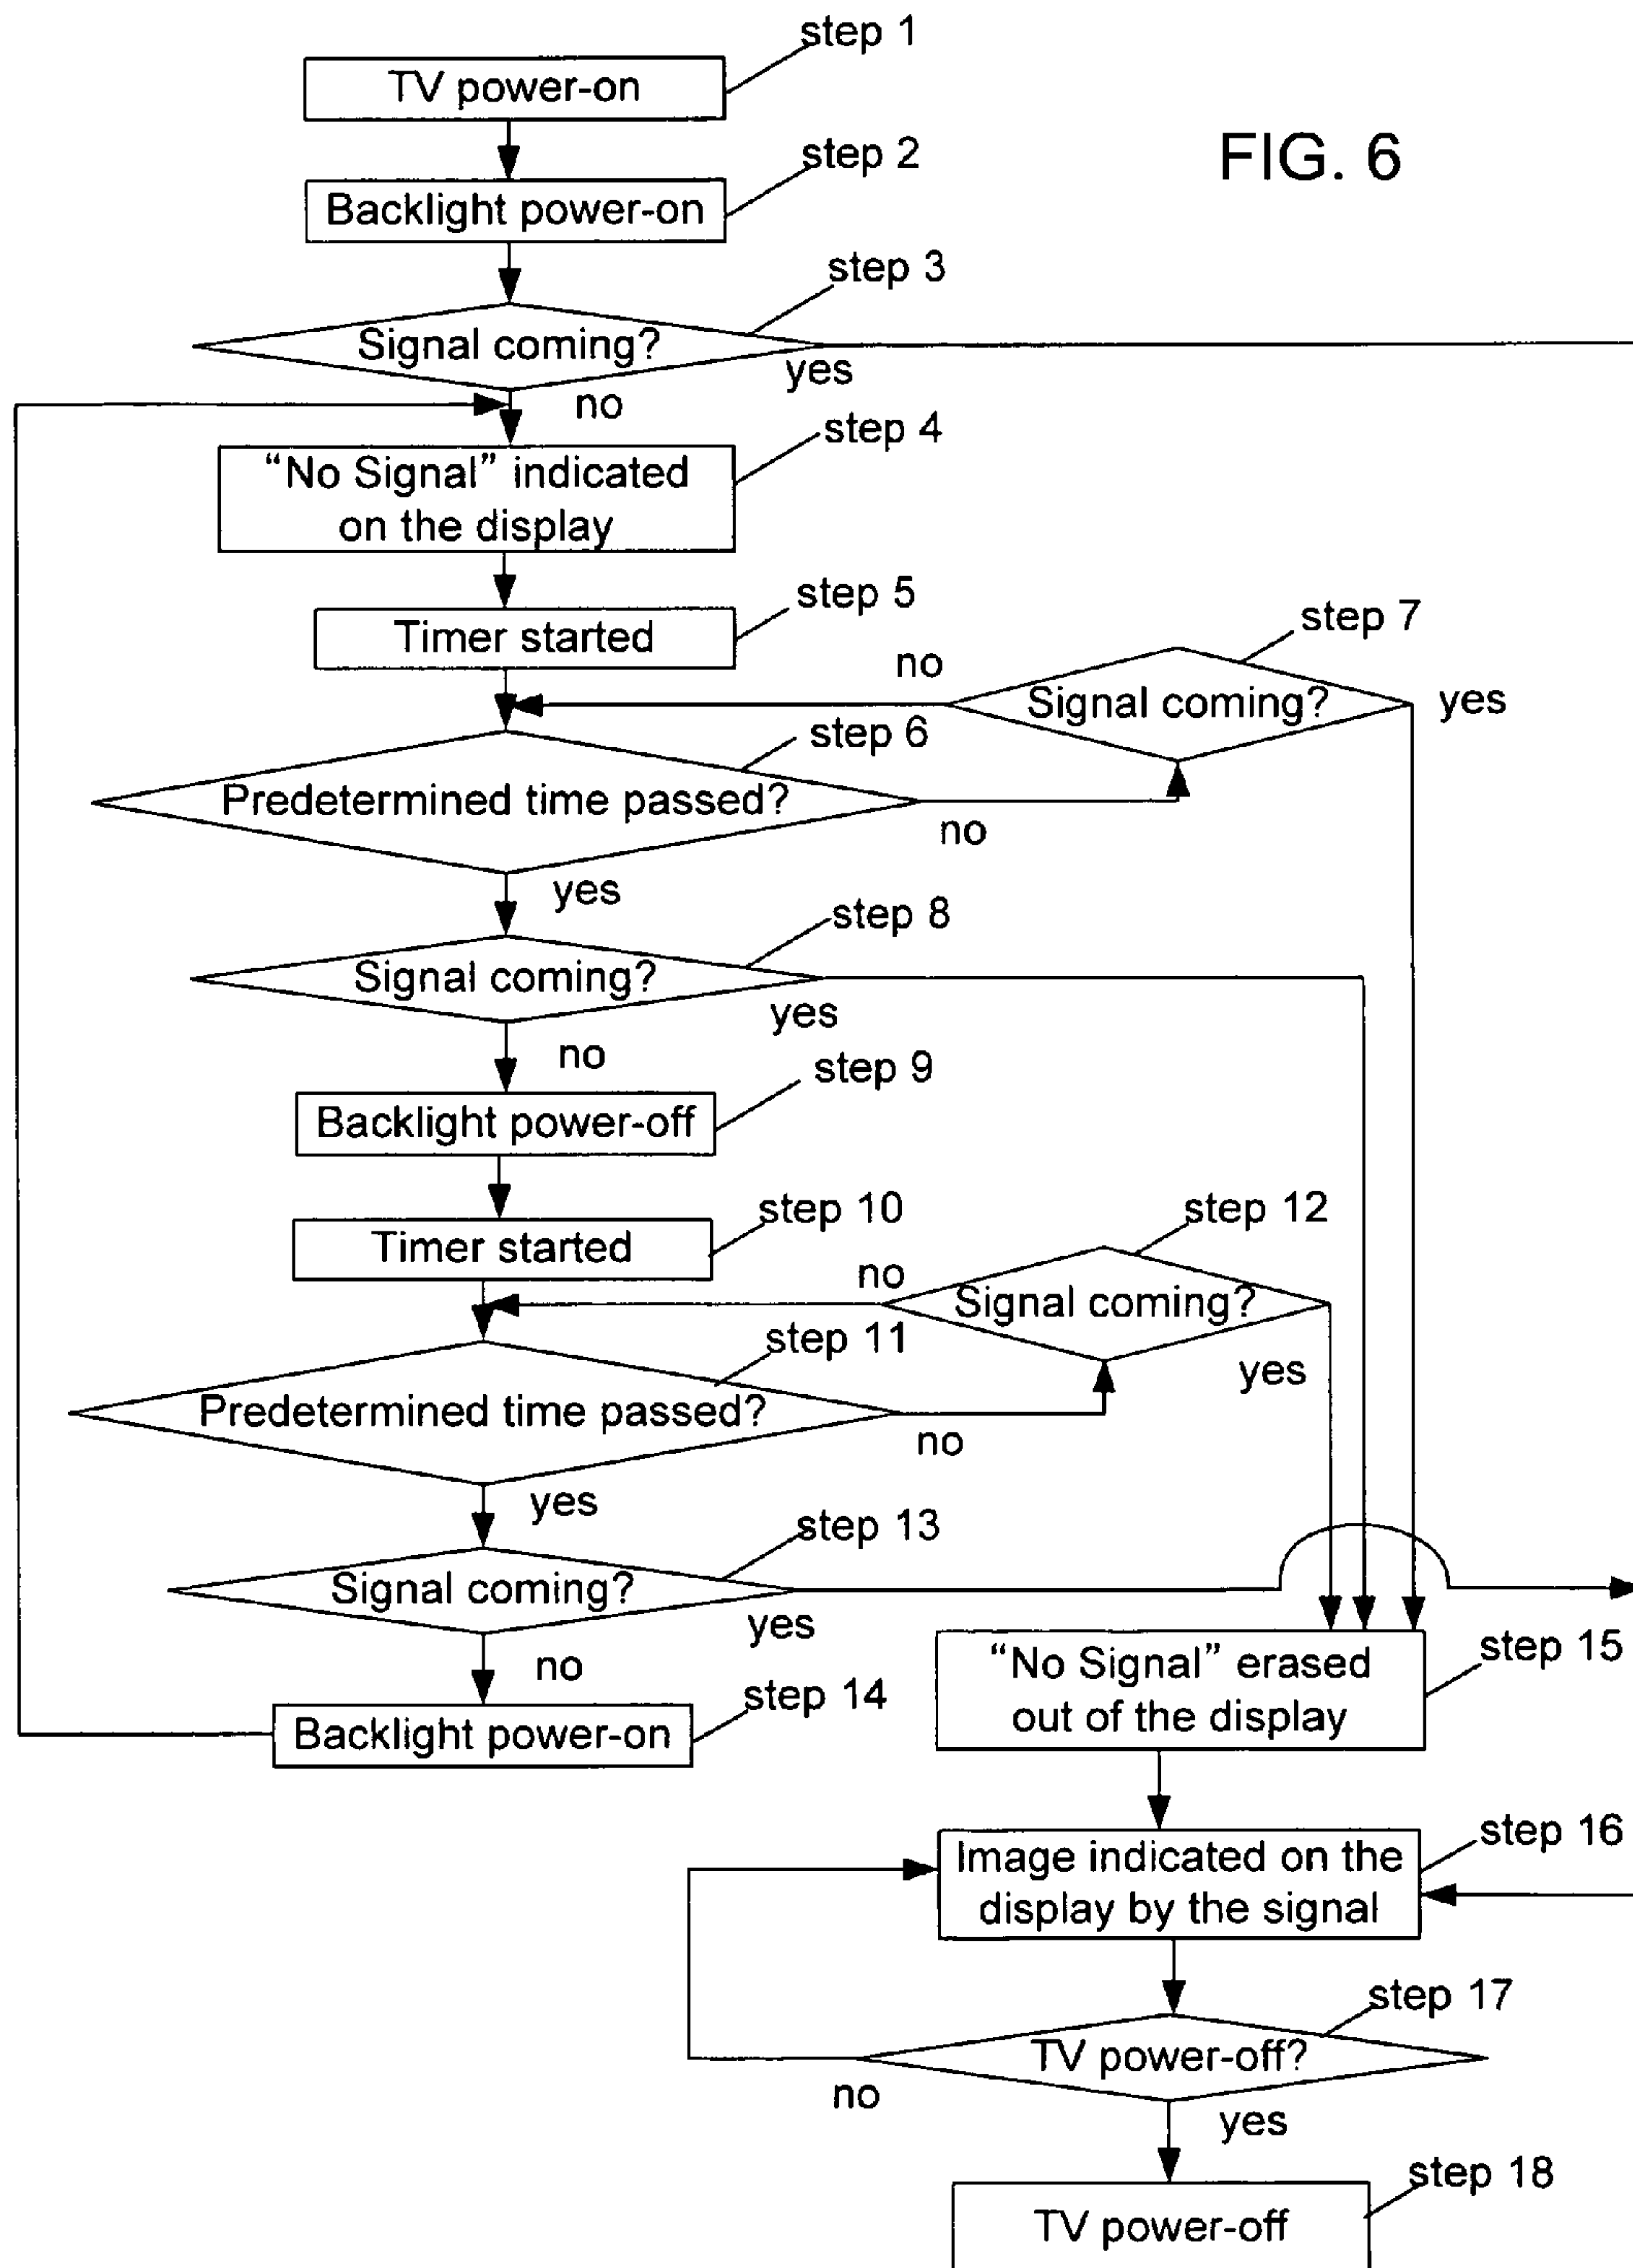 step 1
TV power-on
FIG. 6
step 2
Backlight power-on
step 3
Signal coming?
yes
no
step 4
“No Signal” indicated
on the display
step 5
Timer started
step 7
no
Signal coming?
yes
step 6
Predetermined time passed?
no
yes
step 8
Signal coming?
yes
no
step 9
Backlight power-off
step 10
Timer started
step 12
no
Signal coming?
yes
step 11
Predetermined time passed?
no
yes
step 13
Signal coming?
yes
no
step 14
Backlight power-on
step 15
“No Signal” erased
out of the display
step 16
Image indicated on the
display by the signal
step 17
TV power-off?
no
yes
step 18
TV power-off